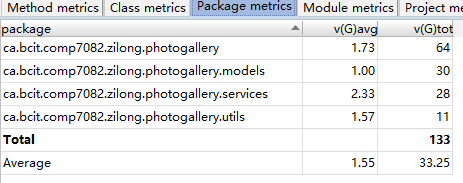 Method metrics Class metrics Package metrics Module metrics Project me
package v(G)avg v(G)tot
ca.bcit.comp7082.zilong.photogallery 1.73 64
ca.bcit.comp7082.zilong.photogallery.models 1.00 30
ca.bcit.comp7082.zilong.photogallery.services 2.33 28
ca.bcit.comp7082.zilong.photogallery.utils 1.57 11
Total 133
Average 1.55 33.25